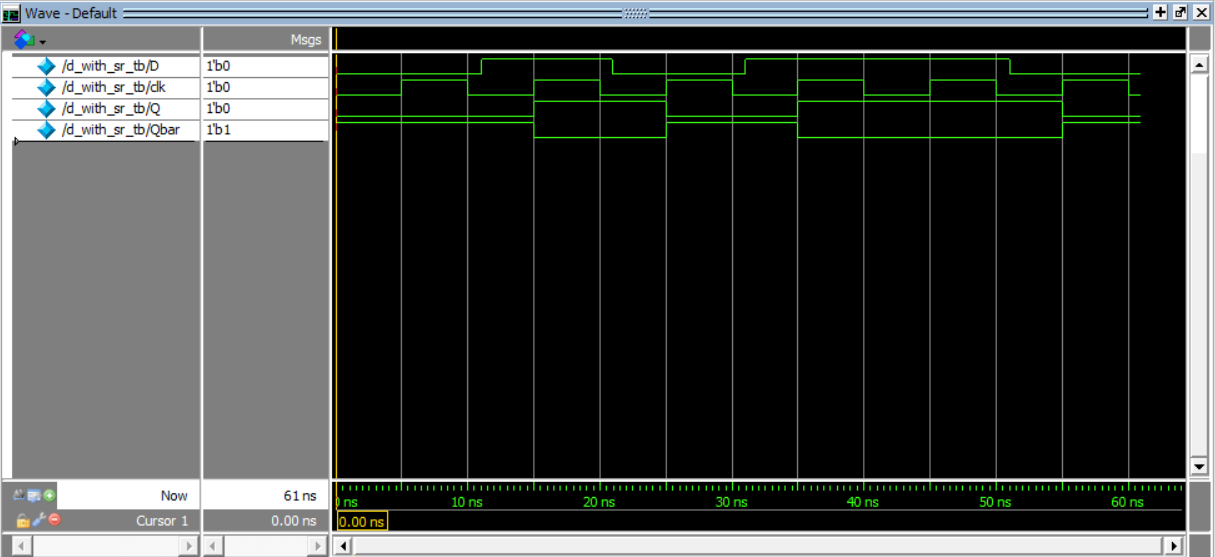 Wave - Default
Msgs
/d_with_sr_tb/D 1'b0
/d_with_sr_tb/clk 1'b0
/d_with_sr_tb/Q 1'b0
/d_with_sr_tb/Qbar 1'b1
Now 61 ns ns 10 ns 20 ns 30 ns 40 ns 50 ns 60 ns
Cursor 1 0.00 ns 0.00 ns